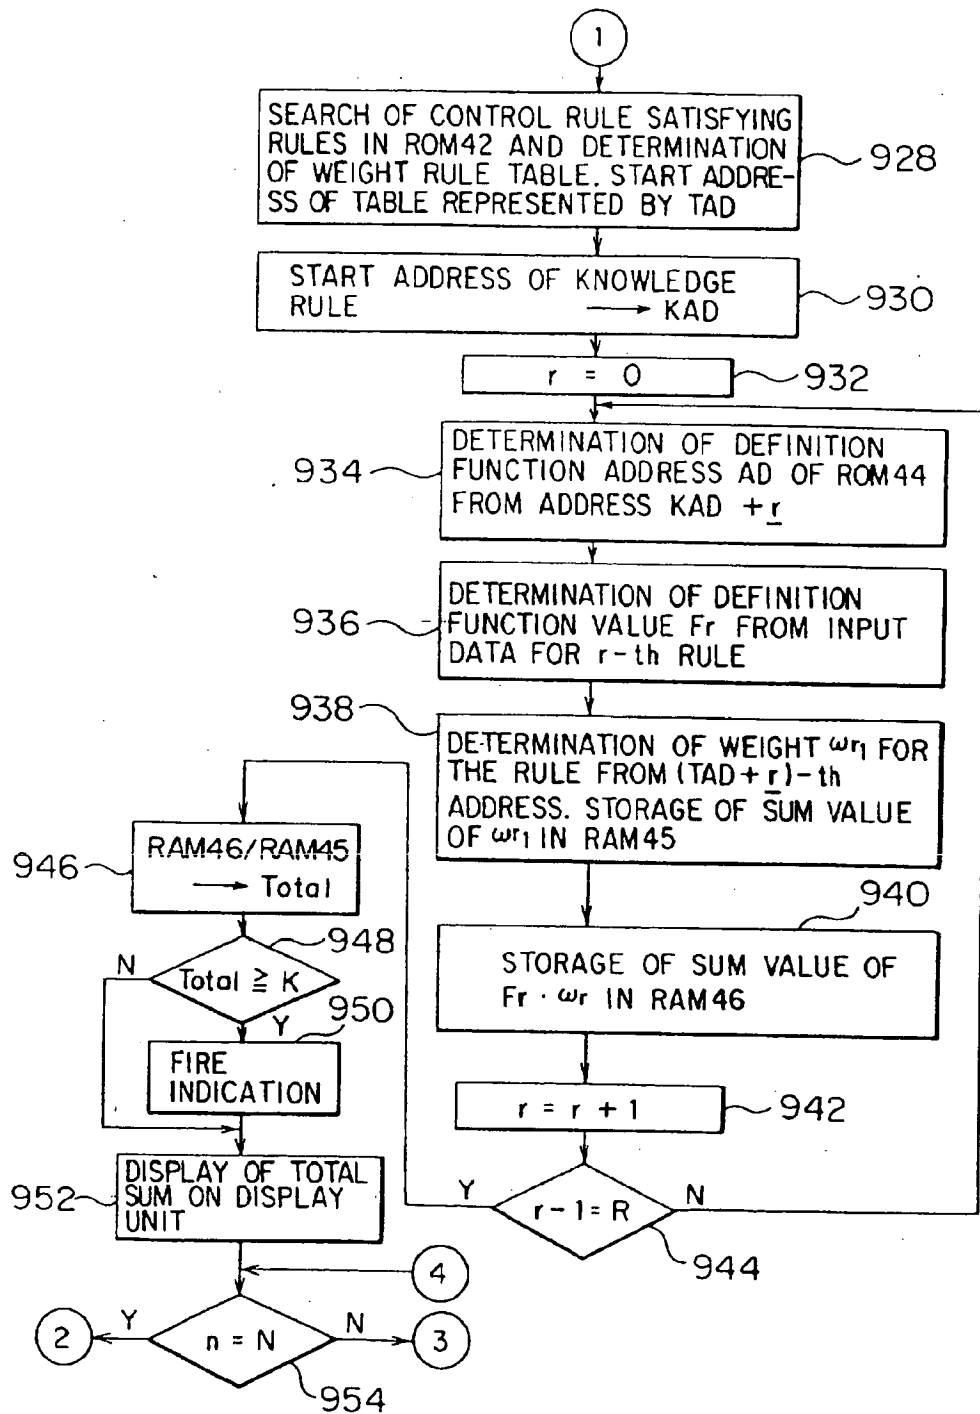 1
SEARCH OF CONTROL RULE SATISFYING
RULES IN ROM42 AND DETERMINATION
OF WEIGHT RULE TABLE. START ADDRE-
SS OF TABLE REPRESENTED BY TAD
928
START ADDRESS OF KNOWLEDGE
RULE → KAD
930
r = 0
932
DETERMINATION OF DEFINITION
FUNCTION ADDRESS AD OF ROM44
FROM ADDRESS KAD + r
934
DETERMINATION OF DEFINITION
FUNCTION VALUE Fr FROM INPUT
DATA FOR r-th RULE
936
938
DETERMINATION OF WEIGHT ωr1 FOR
THE RULE FROM (TAD + r)-th
ADDRESS. STORAGE OF SUM VALUE
OF ωr1 IN RAM45
940
STORAGE OF SUM VALUE OF
Fr · ωr IN RAM46
r = r + 1
942
r - 1 = R
Y
N
944
RAM46/RAM45
→ Total
946
948
Total ≧ K
N
Y
950
FIRE
INDICATION
DISPLAY OF TOTAL
SUM ON DISPLAY
UNIT
952
4
n = N
Y
N
2
3
954